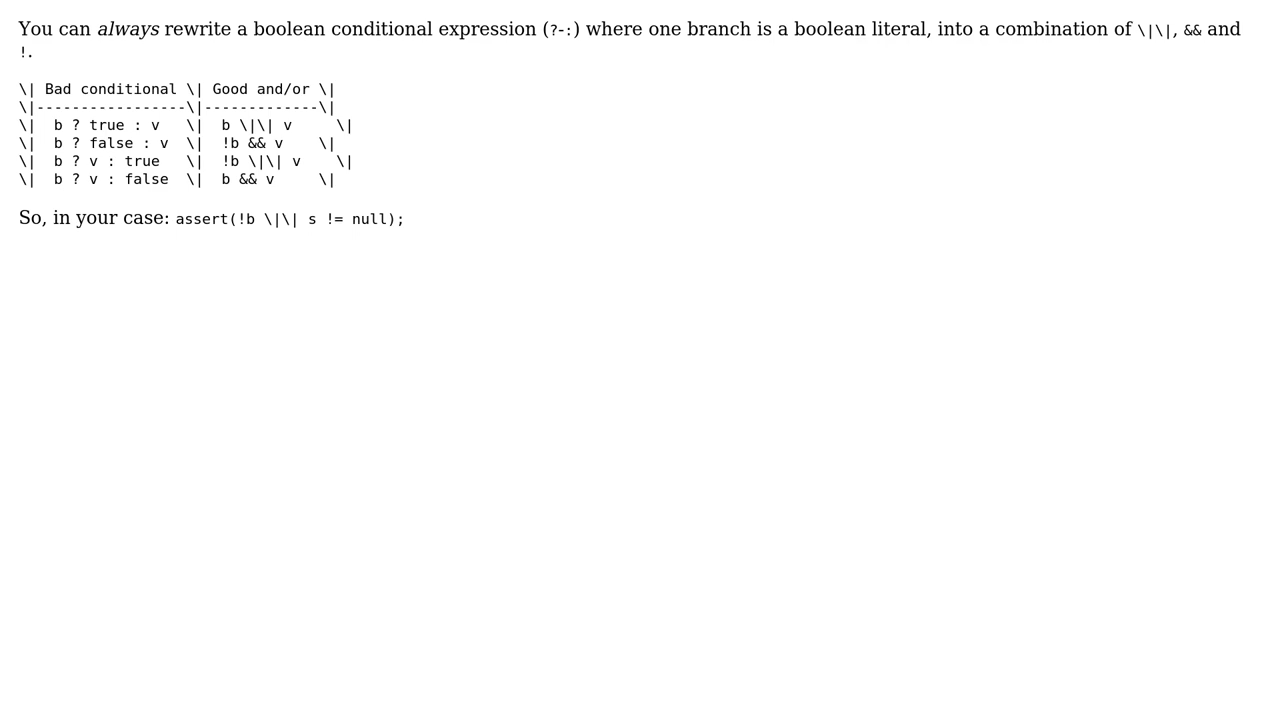 You can always rewrite a boolean conditional expression (?-:) where one branch is a boolean literal, into a combination of \|\|, && and
!.
\| Bad conditional \| Good and/or \|
\|-----------------\|-------------\|
\|  b ? true : v   \|  b \|\| v     \|
\|  b ? false : v  \|  !b && v    \|
\|  b ? v : true   \|  !b \|\| v    \|
\|  b ? v : false  \|  b && v     \|
So, in your case: assert(!b \|\| s != null);